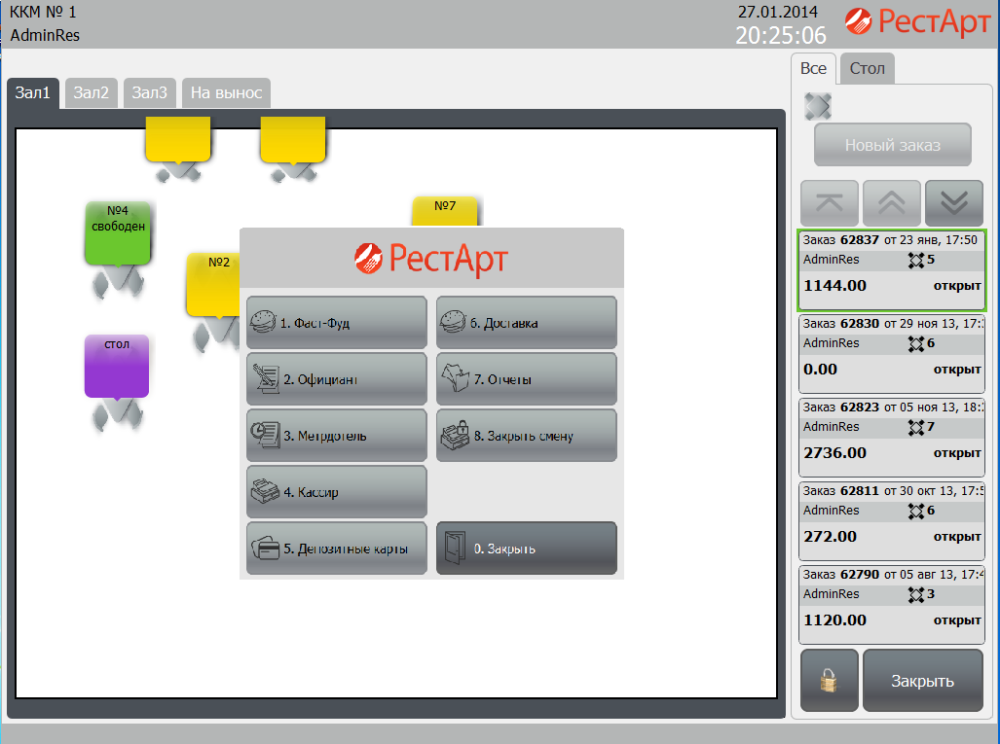 ККМ № 1
AdminRes
27.01.2014
20:25:06
РестАрт
Зал1
Зал2
Зал3
На вынос
№4
свободен
№2
№7
стол
РестАрт
1. Фаст-Фуд
2. Официант
3. Метрдотель
4. Кассир
5. Депозитные карты
6. Доставка
7. Отчеты
8. Закрыть смену
0. Закрыть
Все
Стол
Новый заказ
Заказ 62837 от 23 янв, 17:50
AdminRes 5
1144.00 открыт
Заказ 62830 от 29 ноя 13, 17:
AdminRes 6
0.00 открыт
Заказ 62823 от 05 ноя 13, 18:
AdminRes 7
2736.00 открыт
Заказ 62811 от 30 окт 13, 17:5
AdminRes 6
272.00 открыт
Заказ 62790 от 05 авг 13, 17:4
AdminRes 3
1120.00 открыт
Закрыть